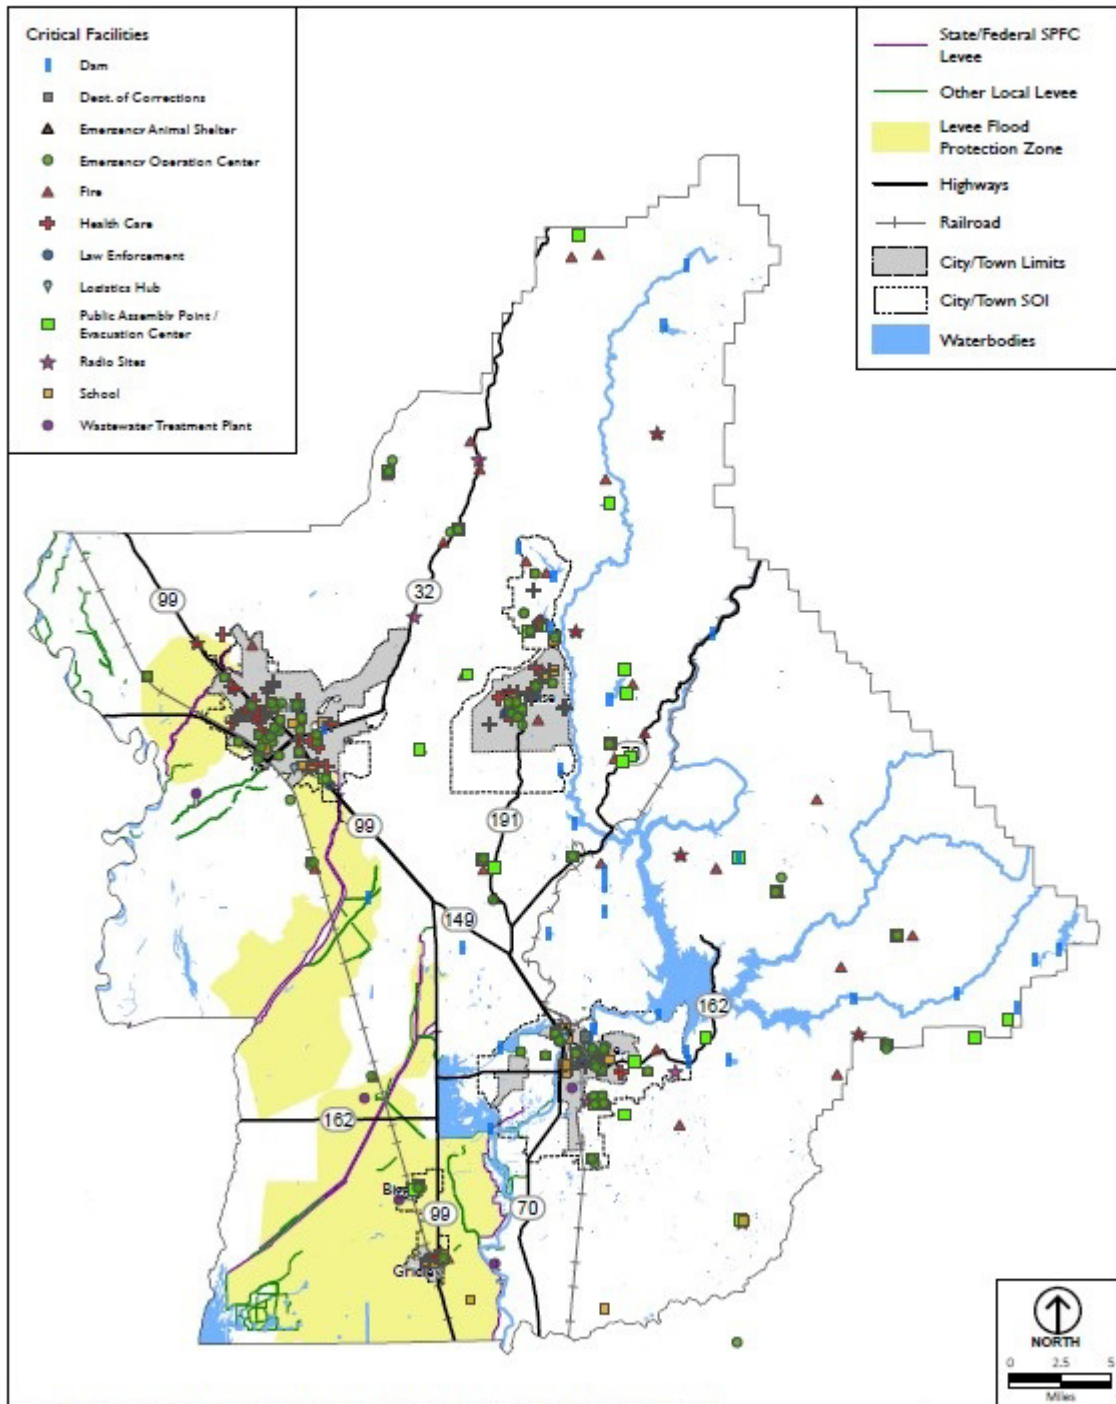 Critical Facilities
Dam
Dept. of Corrections
Emergency Animal Shelter
Emergency Operation Center
Fire
Health Care
Law Enforcement
Logistics Hub
Public Assembly Point /
Evacuation Center
Radio Sites
School
Wastewater Treatment Plant
State/Federal SPFC
Levee
Other Local Levee
Levee Flood
Protection Zone
Highways
Railroad
City/Town Limits
City/Town SOI
Waterbodies
99
32
191
99
149
162
162
99
70
NORTH
0 2.5 5
Miles